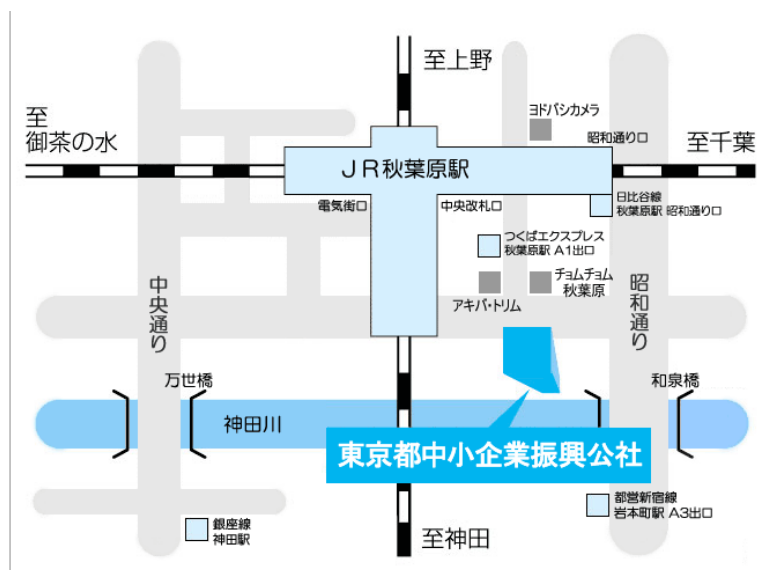 至上野
ヨドバシカメラ
昭和通り口
至
御茶の水
至千葉
JR秋葉原駅
電気街口
中央改札口
日比谷線
秋葉原駅 昭和通り口
つくばエクスプレス
秋葉原駅 A1出口
チョムチョム
秋葉原
アキバ・トリム
中央通り
昭和通り
万世橋
和泉橋
神田川
東京都中小企業振興公社
都営新宿線
岩本町駅 A3出口
銀座線
神田駅
至神田